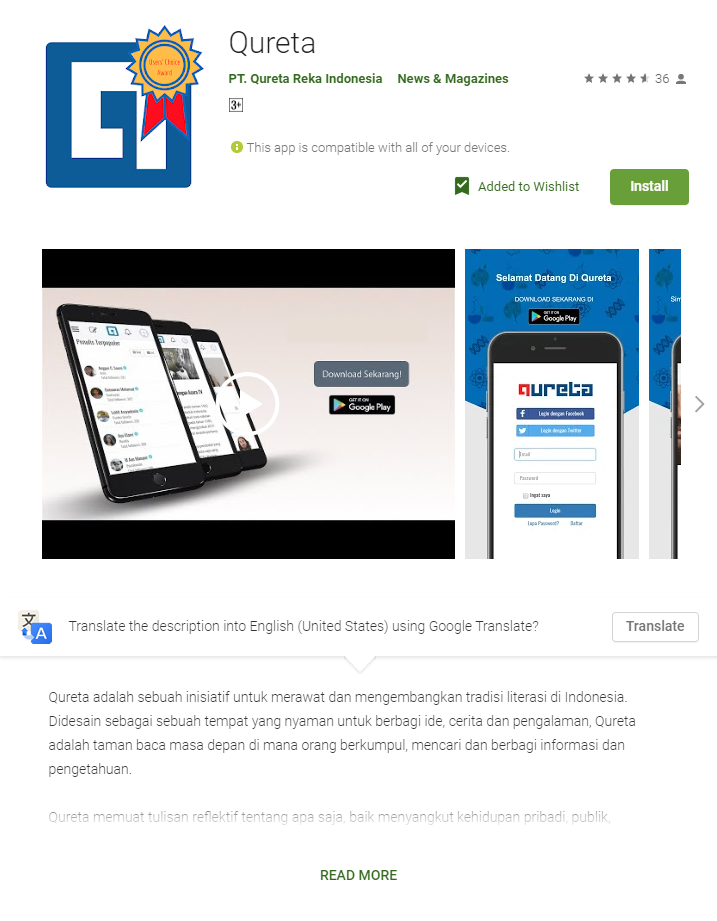 Users' Choice
Award
Qureta
PT. Qureta Reka Indonesia News & Magazines
36
3+
This app is compatible with all of your devices.
Added to Wishlist
Install
Penulis Terpopuler
Download Sekarang!
GET IT ON
Google Play
Selamat Datang Di Qureta
DOWNLOAD SEKARANG DI
GET IT ON
Google Play
qureta
Login dengan Facebook
Login dengan Twitter
Email
Password
Ingat saya
Login
Lupa Password? Daftar
Translate the description into English (United States) using Google Translate?
Translate
Qureta adalah sebuah inisiatif untuk merawat dan mengembangkan tradisi literasi di Indonesia.
Didesain sebagai sebuah tempat yang nyaman untuk berbagi ide, cerita dan pengalaman, Qureta
adalah taman baca masa depan di mana orang berkumpul, mencari dan berbagi informasi dan
pengetahuan.
Qureta memuat tulisan reflektif tentang apa saja, baik menyangkut kehidupan pribadi, publik,
READ MORE